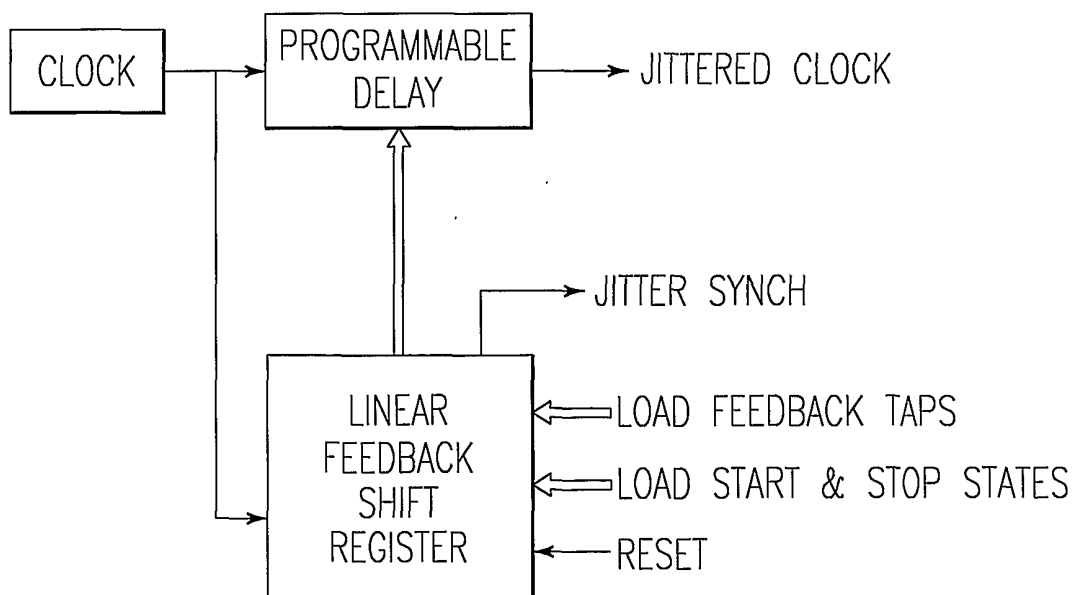 CLOCK
PROGRAMMABLE
DELAY
JITTERED CLOCK
JITTER SYNCH
LINEAR
FEEDBACK
SHIFT
REGISTER
LOAD FEEDBACK TAPS
LOAD START & STOP STATES
RESET